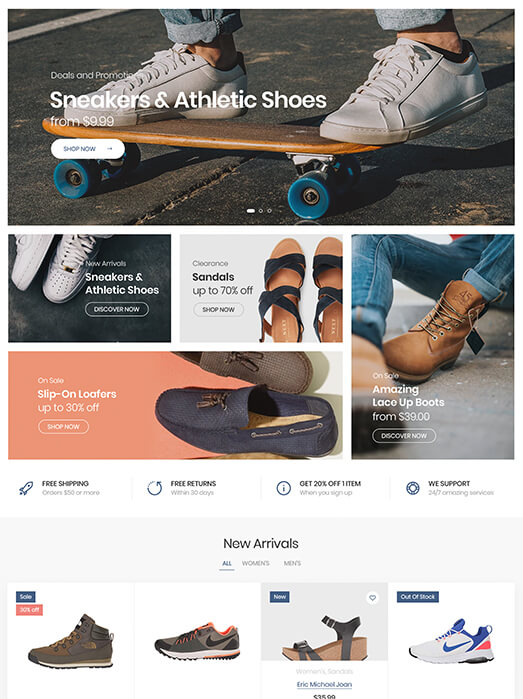 Deals and Promotions
Sneakers & Athletic Shoes
from $9.99
SHOP NOW →
New Arrivals
Sneakers &
Athletic Shoes
DISCOVER NOW
Clearance
Sandals
up to 70% off
SHOP NOW
On Sale
Slip-On Loafers
up to 30% off
SHOP NOW
On Sale
Amazing
Lace Up Boots
from $39.00
DISCOVER NOW
FREE SHIPPING
Orders $50 or more
FREE RETURNS
Within 30 days
GET 20% OFF 1 ITEM
When you sign up
WE SUPPORT
24/7 amazing services
New Arrivals
ALL WOMEN'S MEN'S
Sale
30% off
New
Out Of Stock
Women's, Sandals
Eric Michael Jean
$35.99